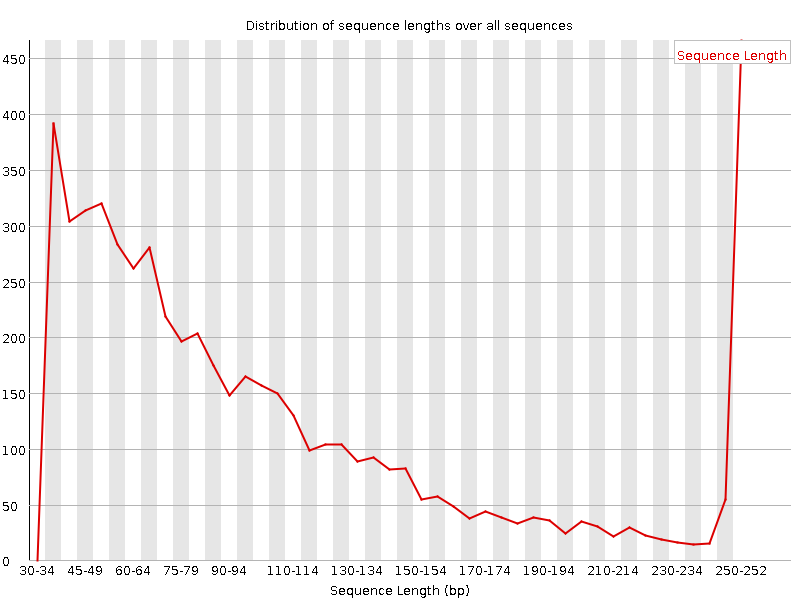 Distribution of sequence lengths over all sequences
Sequence Length
450
400
350
300
250
200
150
100
50
0
30-34 45-49 60-64 75-79 90-94 110-114 130-134 150-154 170-174 190-194 210-214 230-234 250-252
Sequence Length (bp)